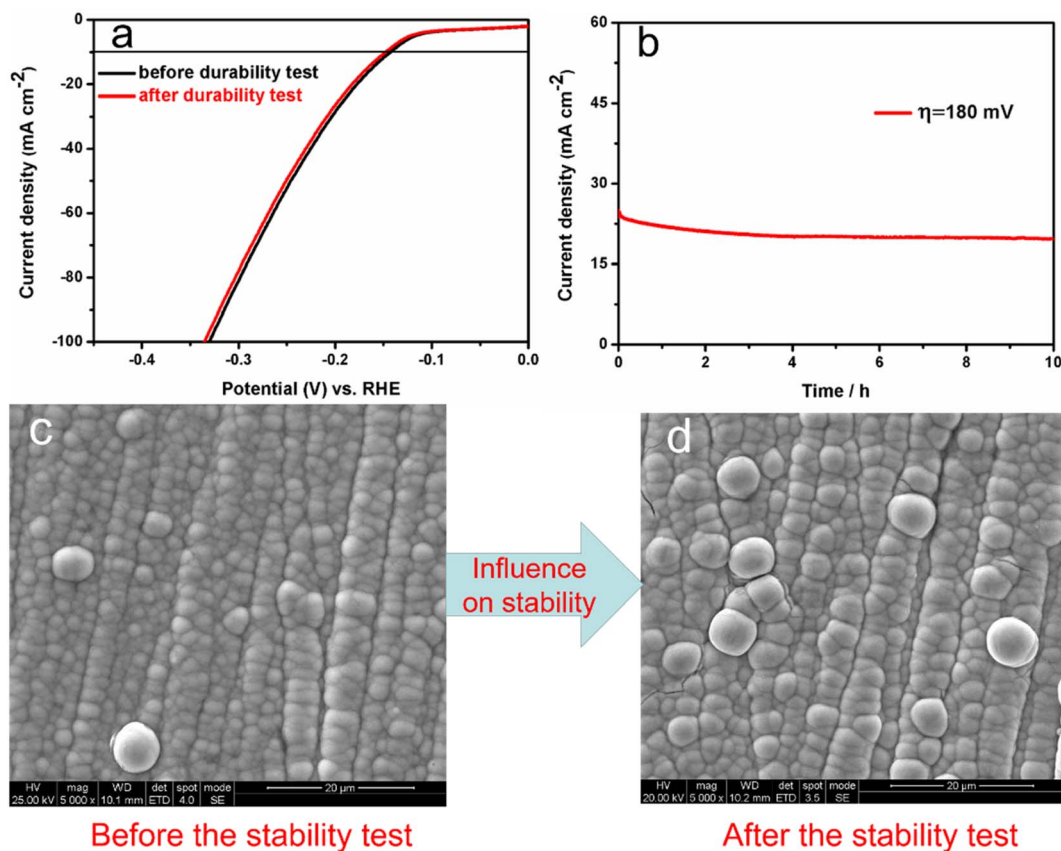 a
0
-20
-40
-60
-80
-100
Current density (mA cm-2)
before durability test
after durability test
-0.4
-0.3
-0.2
-0.1
0.0
Potential (V) vs. RHE
b
60
45
30
15
0
Current density (mA cm-2)
η=180 mV
0
2
4
6
8
10
Time / h
c
HV mag WD det spot mode
25.00 kV 5 000 x 10.1 mm ETD 4.0 SE
20 µm
Influence
on stability
d
HV mag WD det spot mode
20.00 kV 5 000 x 10.2 mm ETD 3.5 SE
20 µm
Before the stability test
After the stability test